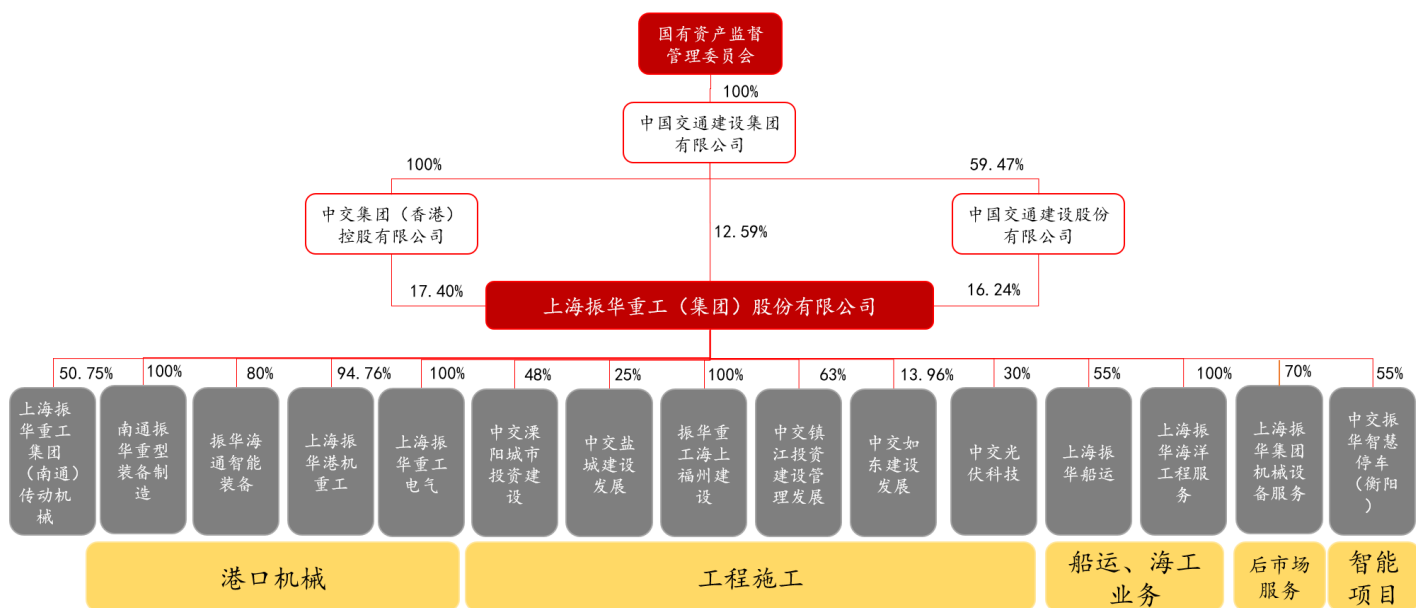 国有资产监督
管理委员会
100%
中国交通建设集团
有限公司
100%
59.47%
中交集团（香港）
控股有限公司
12.59%
中国交通建设股份
有限公司
17.40%
上海振华重工（集团）股份有限公司
16.24%
50.75%
100%
80%
94.76%
100%
48%
25%
100%
63%
13.96%
30%
55%
100%
70%
55%
上海振
华重工
集团
（南通）
传动机
械
南通振
华重型
装备制
造
振华海
通智能
装备
上海振
华港机
重工
上海振
华重工
电气
中交溧
阳城市
投资建
设
中交盐
城建设
发展
振华重
工海上
福州建
设
中交镇
江投资
建设管
理发展
中交如
东建设
发展
中交光
伏科技
上海振
华船运
上海振
华海洋
工程服
务
上海振
华集团
机械设
备服务
中交振
华智慧
停车
（衡阳
）
港口机械
工程施工
船运、海工
业务
后市场
服务
智能
项目